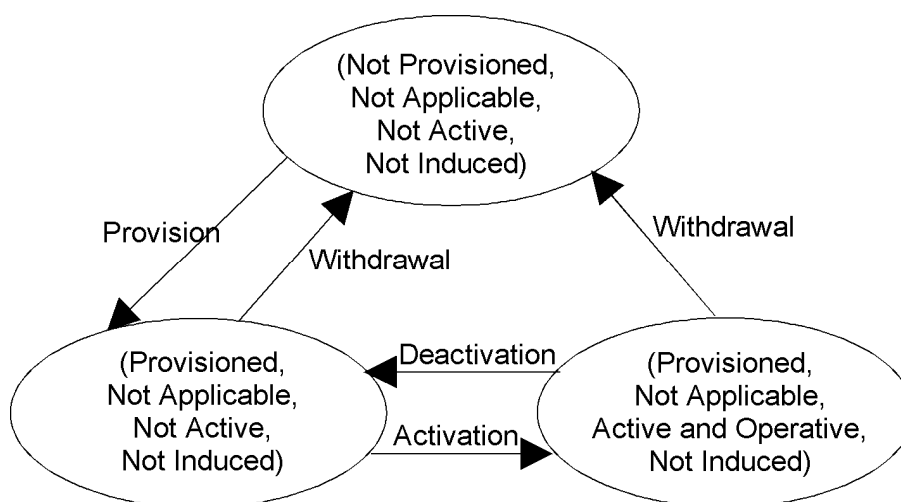 (Not Provisioned,
Not Applicable,
Not Active,
Not Induced)
Provision
Withdrawal
Withdrawal
(Provisioned,
Not Applicable,
Not Active,
Not Induced)
Deactivation
Activation
(Provisioned,
Not Applicable,
Active and Operative,
Not Induced)